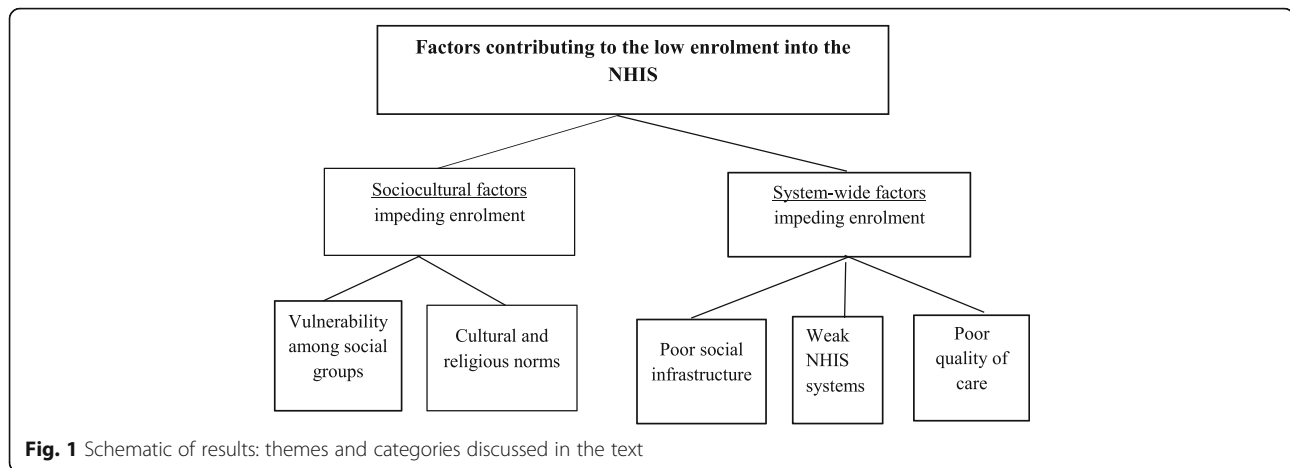 Factors contributing to the low enrolment into the
NHIS
Sociocultural factors
impeding enrolment
System-wide factors
impeding enrolment
Vulnerability
among social
groups
Cultural and
religious norms
Poor social
infrastructure
Weak
NHIS
systems
Poor
quality of
care
Fig. 1 Schematic of results: themes and categories discussed in the text